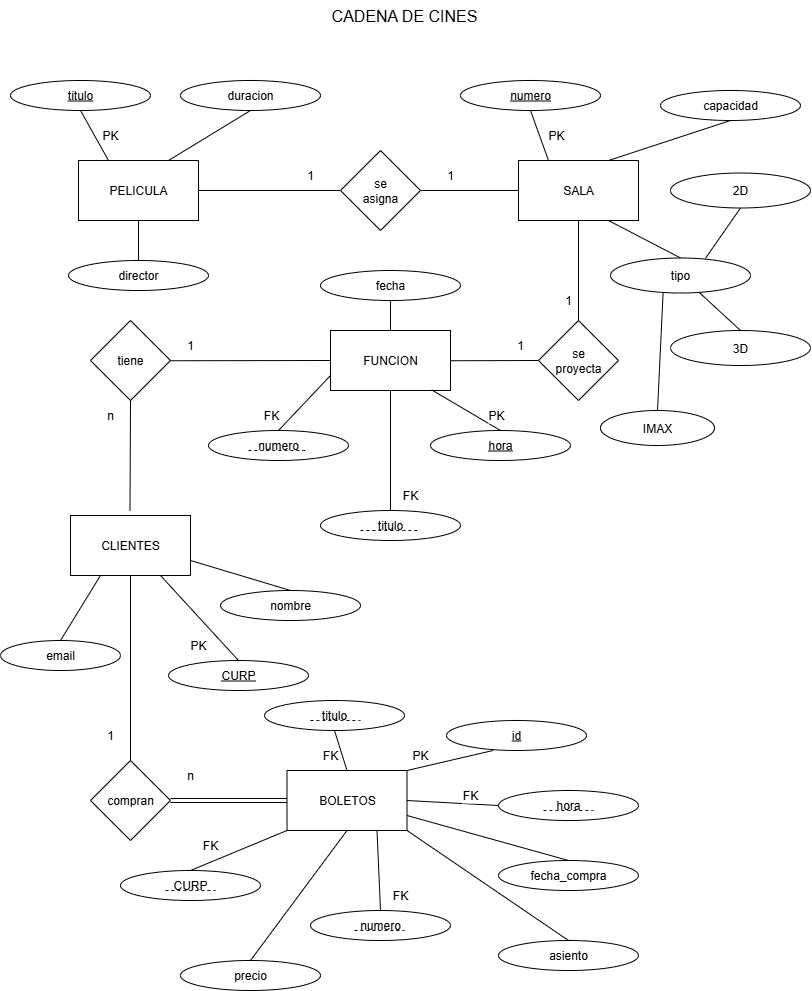 CADENA DE CINES
titulo
duracion
numero
capacidad
PK
PK
PELICULA
1
se
asigna
1
SALA
2D
director
tipo
fecha
1
3D
tiene
1
FUNCION
1
se
proyecta
n
FK
PK
IMAX
numero
hora
FK
titulo
CLIENTES
nombre
email
PK
CURP
titulo
id
1
FK
PK
compran
n
BOLETOS
FK
hora
FK
CURP
fecha_compra
FK
numero
asiento
precio